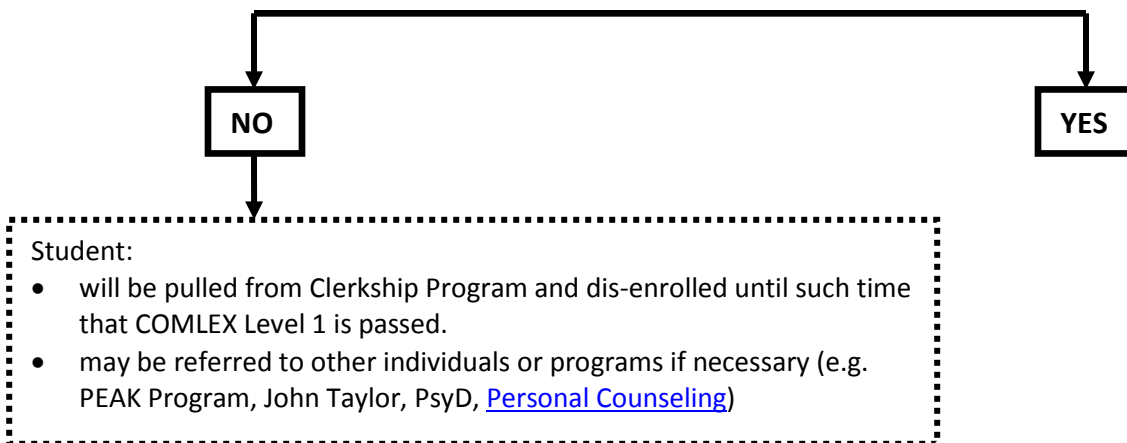 NO
YES
Student:
• will be pulled from Clerkship Program and dis-enrolled until such time
that COMLEX Level 1 is passed.
• may be referred to other individuals or programs if necessary (e.g.
PEAK Program, John Taylor, PsyD, Personal Counseling)